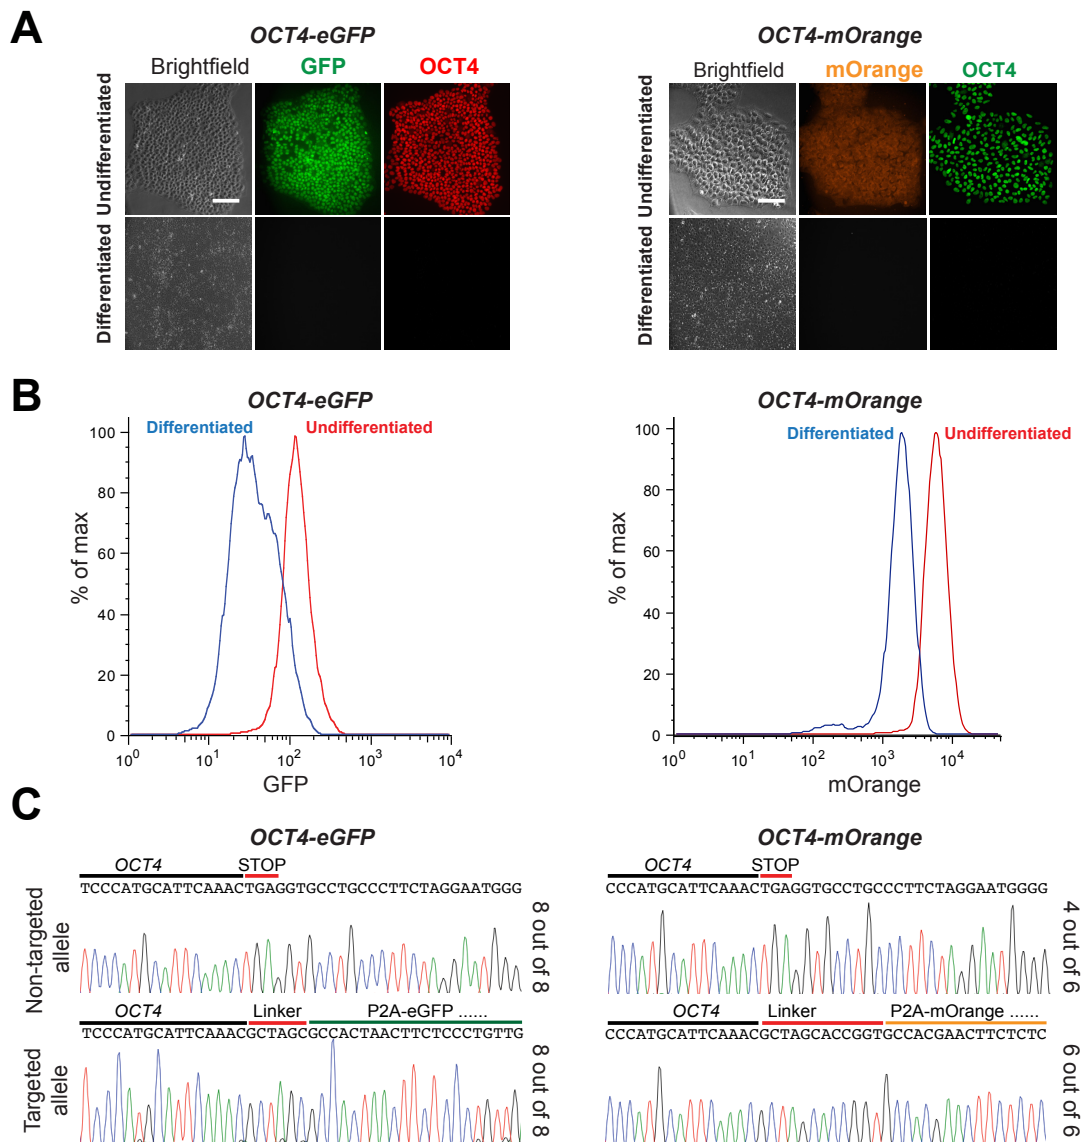 A
OCT4-eGFP
Brightfield GFP OCT4
Undifferentiated
Differentiated
OCT4-mOrange
Brightfield mOrange OCT4
Undifferentiated
Differentiated
B
OCT4-eGFP
Differentiated Undifferentiated
% of max
100
80
60
40
20
0
10^0 10^1 10^2 10^3 10^4
GFP
OCT4-mOrange
Differentiated Undifferentiated
% of max
100
80
60
40
20
0
10^0 10^1 10^2 10^3 10^4
mOrange
C
OCT4-eGFP
Non-targeted
allele
OCT4 STOP
TCCCATGCATTCAAACTGAGGTGCCTGCCCTTCTAGGAATGGG
8 out of 8
Targeted
allele
OCT4 Linker P2A-eGFP ......
TCCCATGCATTCAAACGCTAGCGCCACTAACTTCTCCCTGTTG
8 out of 8
OCT4-mOrange
OCT4 STOP
CCCATGCATTCAAACTGAGGTGCCTGCCCTTCTAGGAATGGGG
4 out of 6
OCT4 Linker P2A-mOrange ......
CCCATGCATTCAAACGCTAGCACCGGTGCCACGAACTTCTCTC
6 out of 6